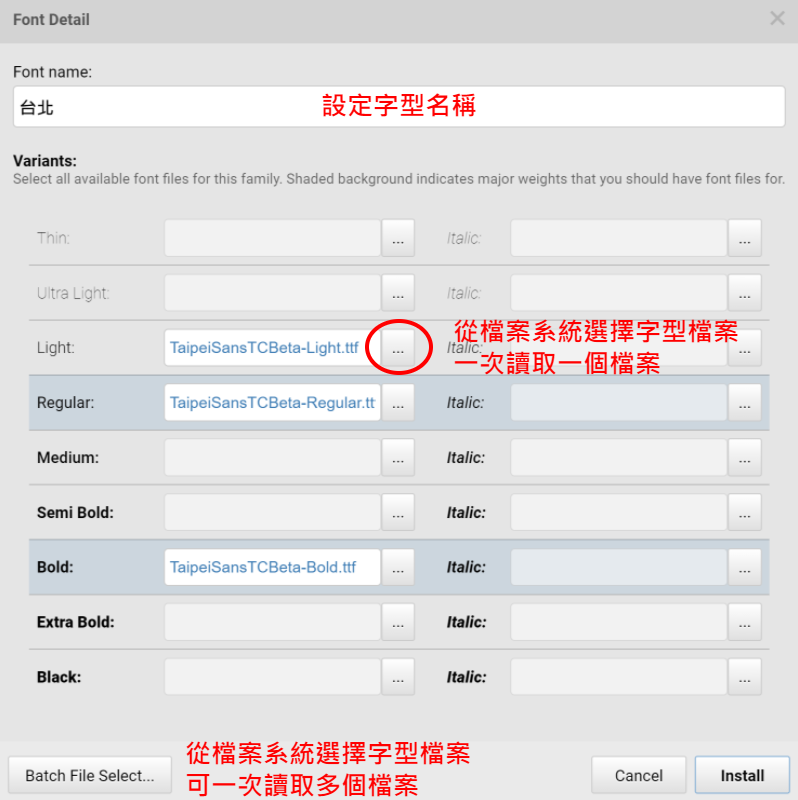 Font Detail
Font name:
台北
設定字型名稱
Variants:
Select all available font files for this family. Shaded background indicates major weights that you should have font files for.
Thin: ... Italic: ...
Ultra Light: ... Italic: ...
Light: TaipeiSansTCBeta-Light.ttf ... Italic: ...
從檔案系統選擇字型檔案
一次讀取一個檔案
Regular: TaipeiSansTCBeta-Regular.tt ... Italic: ...
Medium: ... Italic: ...
Semi Bold: ... Italic: ...
Bold: TaipeiSansTCBeta-Bold.ttf ... Italic: ...
Extra Bold: ... Italic: ...
Black: ... Italic: ...
從檔案系統選擇字型檔案
可一次讀取多個檔案
Batch File Select... Cancel Install